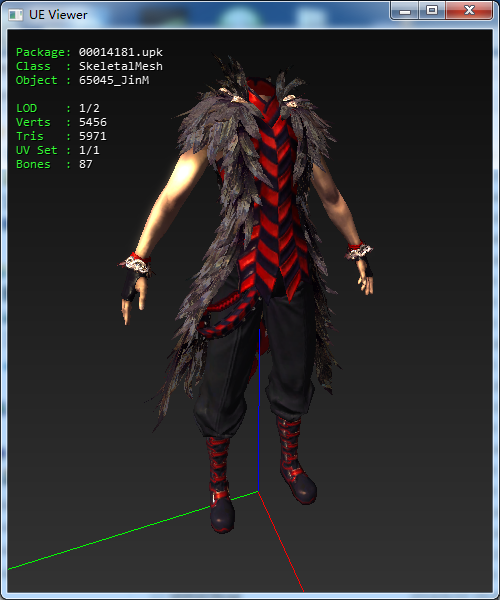 UE Viewer
Package: 00014181.upk
Class : SkeletalMesh
Object : 65045_JinM
LOD : 1/2
Verts : 5456
Tris : 5971
UV Set : 1/1
Bones : 87